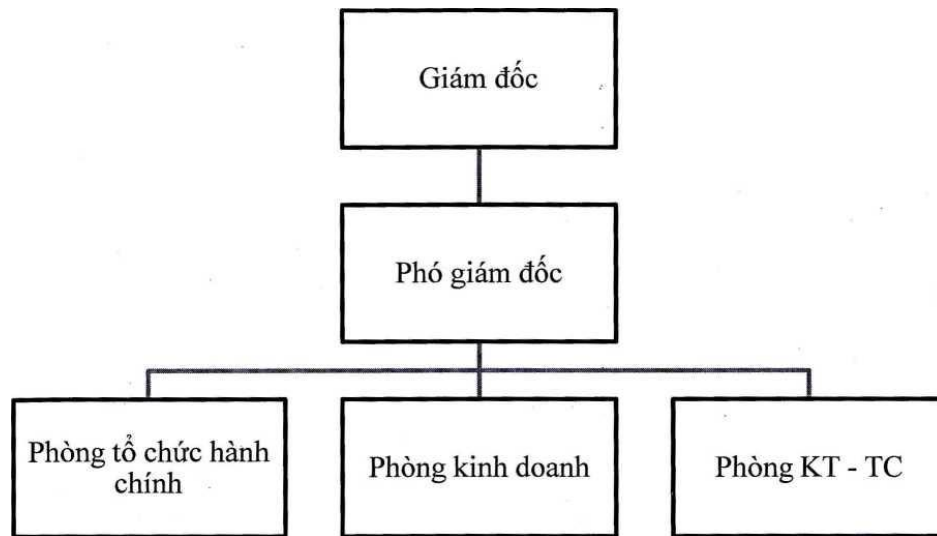 Giám đốc
Phó giám đốc
Phòng tổ chức hành
chính
Phòng kinh doanh
Phòng KT - TC